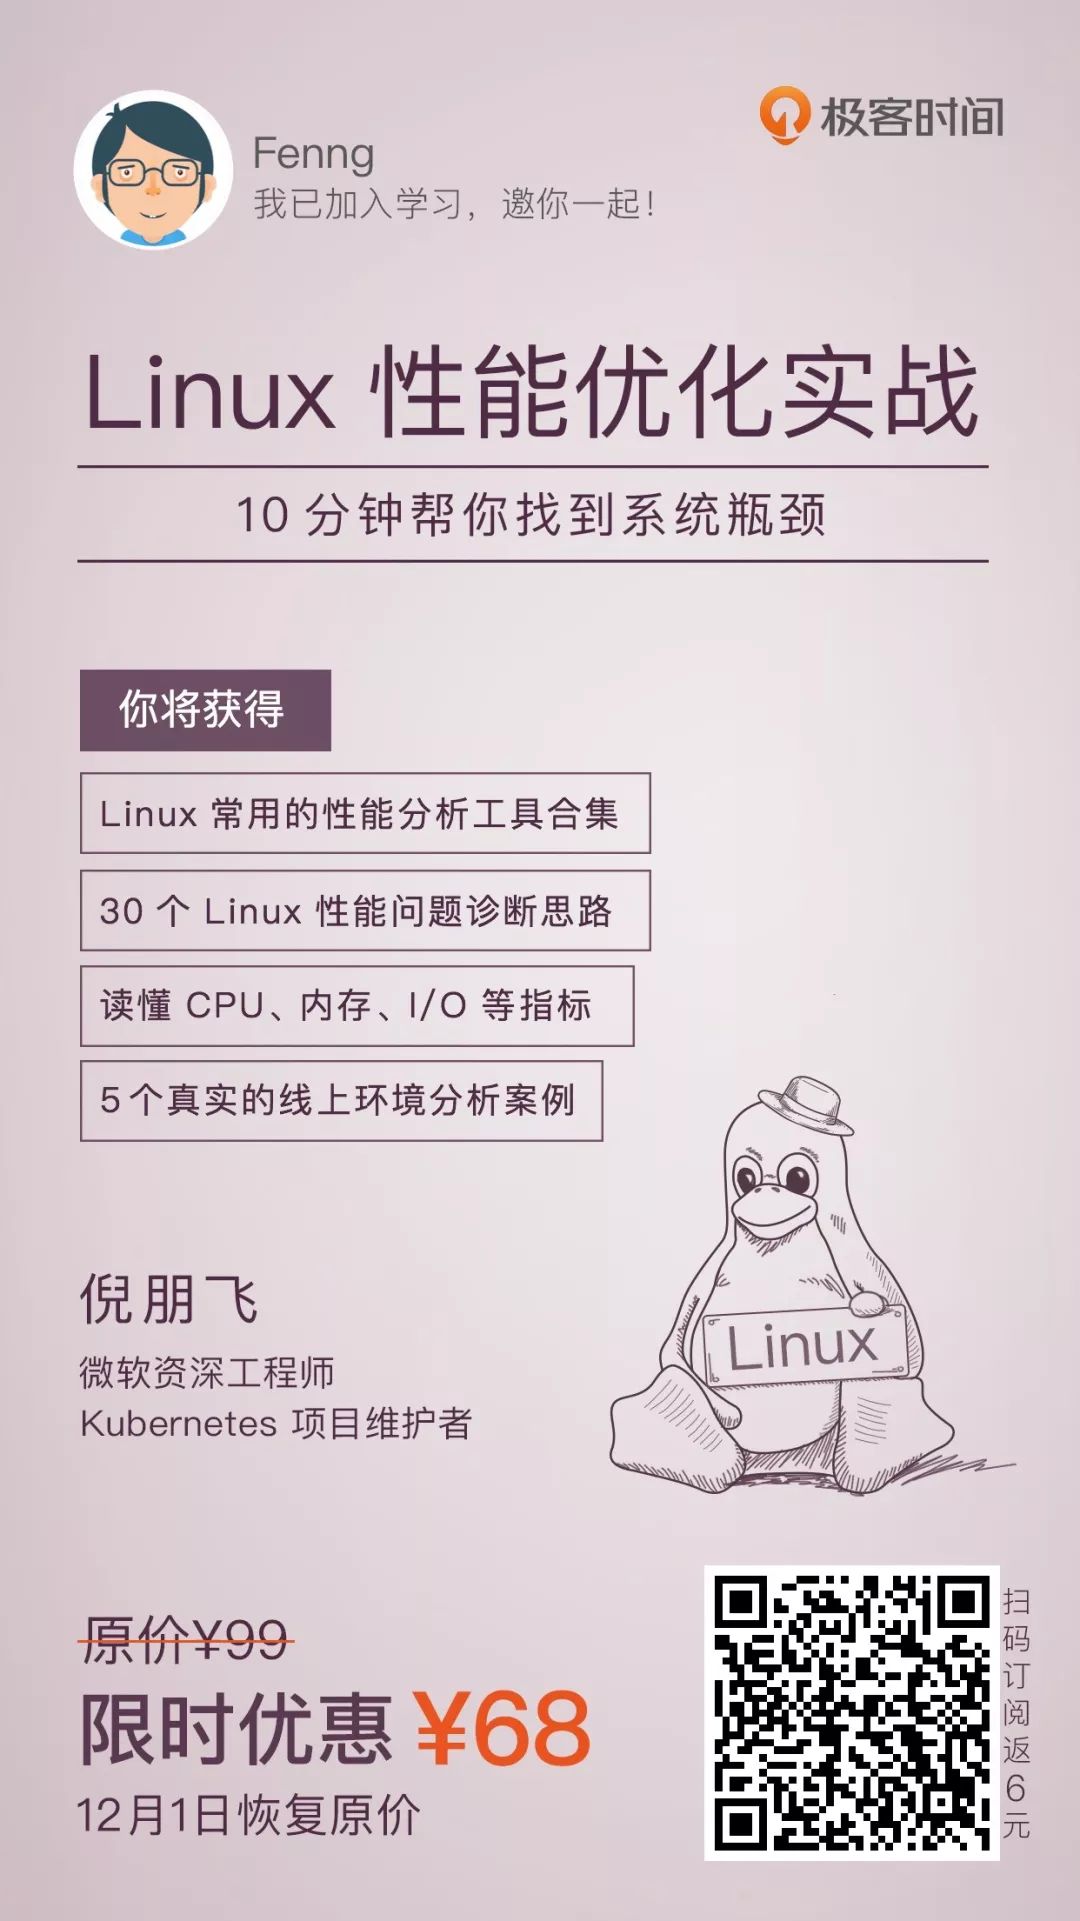 极客时间
Fenng
我已加入学习，邀你一起！
Linux 性能优化实战
10 分钟帮你找到系统瓶颈
你将获得
Linux 常用的性能分析工具合集
30 个 Linux 性能问题诊断思路
读懂 CPU、内存、I/O 等指标
5个真实的线上环境分析案例
倪朋飞
微软资深工程师
Kubernetes 项目维护者
Linux
原价¥99
限时优惠 ¥68
12月1日恢复原价
扫码订阅返6元